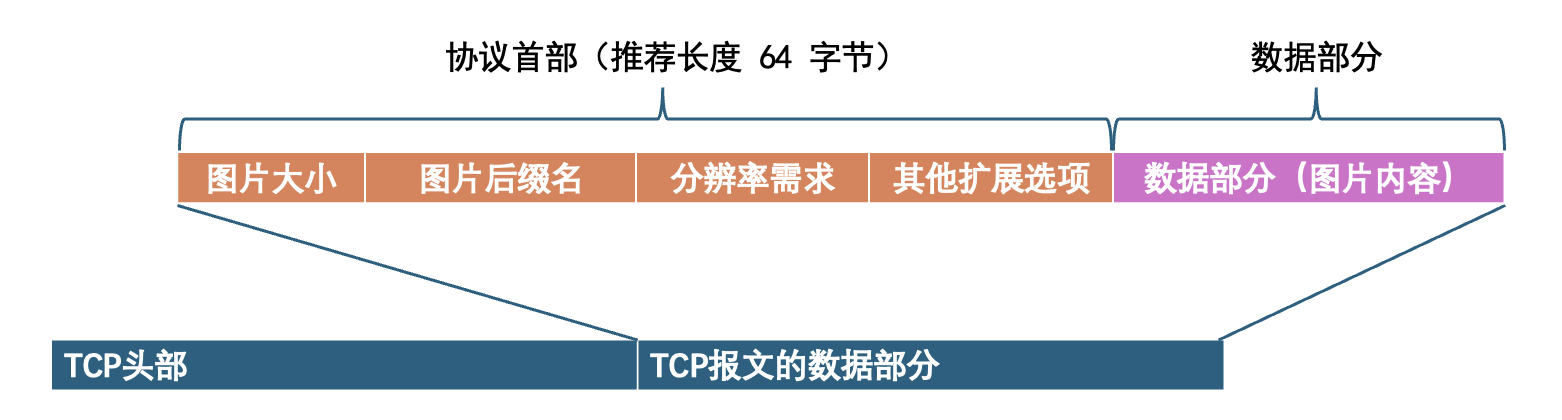 协议首部（推荐长度 64 字节）
数据部分
图片大小
图片后缀名
分辨率需求
其他扩展选项
数据部分（图片内容）
TCP头部
TCP报文的数据部分